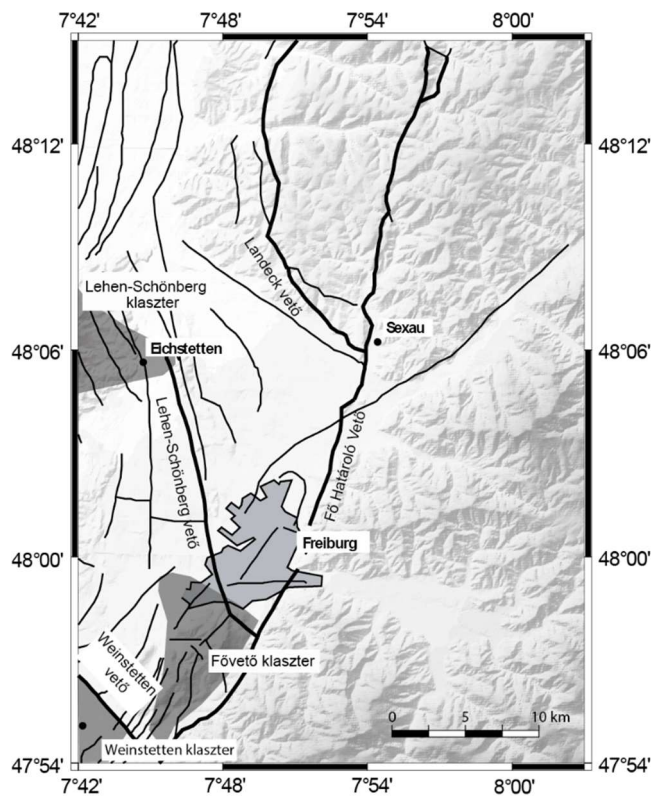 7°42' 7°48' 7°54' 8°00'
48°12' 48°12'
Landeck vető
Lehen-Schönberg
klaszter
Sexau
Eichstetten
48°06' 48°06'
Lehen-Schönberg vető
Fő Határoló Vető
Freiburg
48°00' 48°00'
Weinstetten
vető
Fővető klaszter
0 5 10 km
Weinstetten klaszter
47°54' 47°54'
7°42' 7°48' 7°54' 8°00'